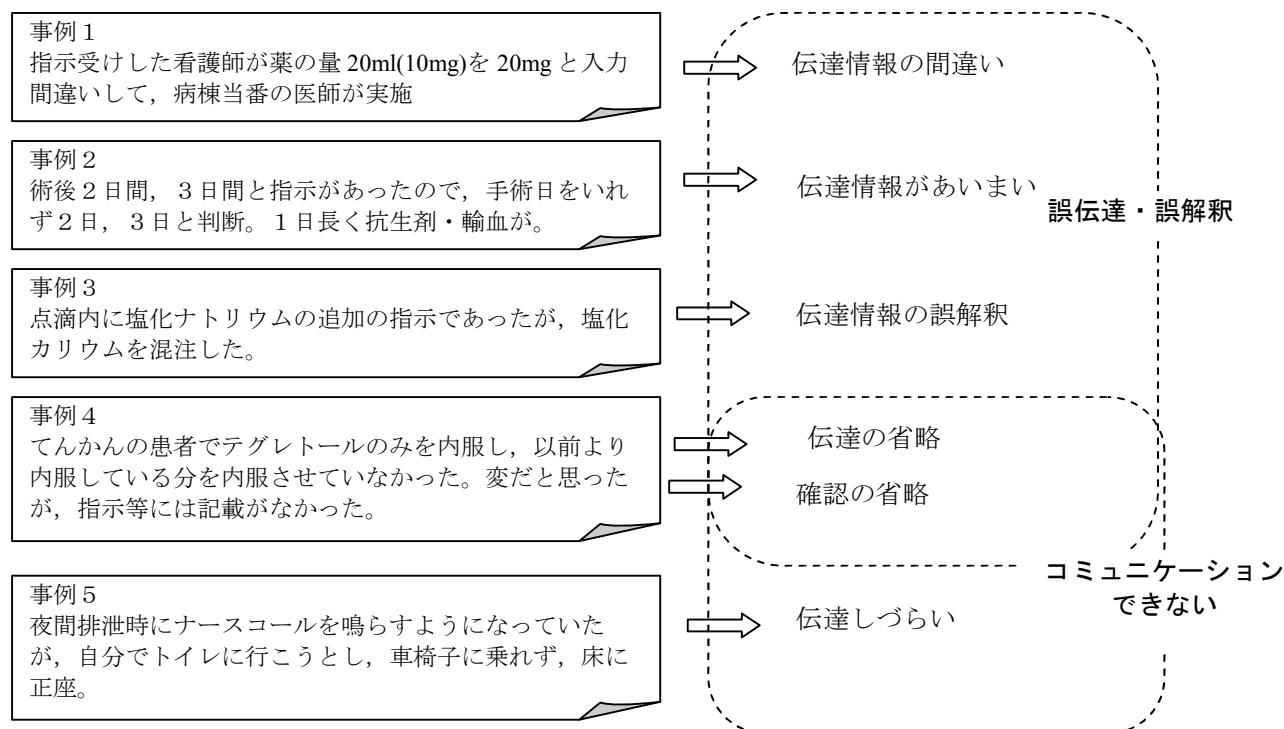 事例１
指示受けした看護師が薬の量 20ml(10mg)を 20mg と入力
間違いして，病棟当番の医師が実施
伝達情報の間違い
事例２
術後２日間，３日間と指示があったので，手術日をいれ
ず２日，３日と判断。１日長く抗生剤・輸血が。
伝達情報があいまい
誤伝達・誤解釈
事例３
点滴内に塩化ナトリウムの追加の指示であったが，塩化
カリウムを混注した。
伝達情報の誤解釈
事例４
てんかんの患者でテグレトールのみを内服し，以前より
内服している分を内服させていなかった。変だと思った
が，指示等には記載がなかった。
伝達の省略
確認の省略
コミュニケーション
できない
事例５
夜間排泄時にナースコールを鳴らすようになっていた
が，自分でトイレに行こうとし，車椅子に乗れず，床に
正座。
伝達しづらい